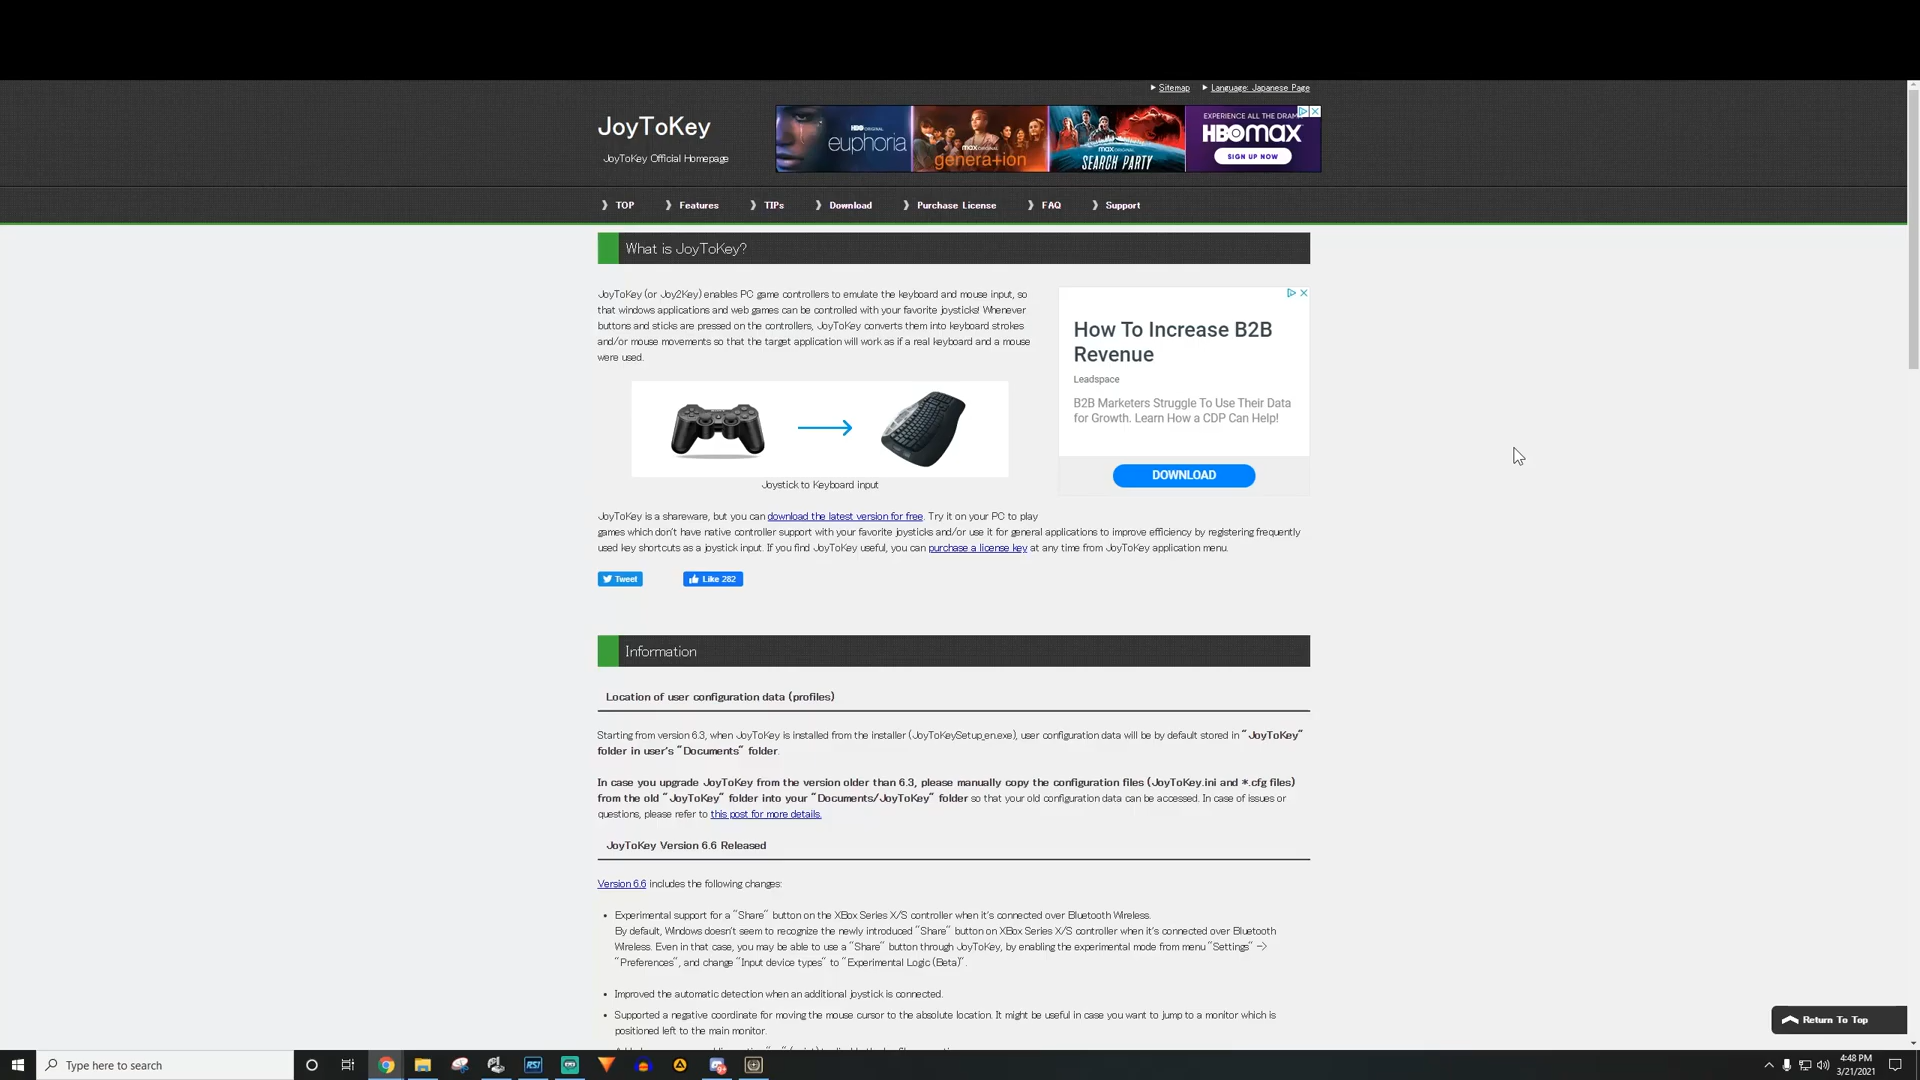 Sitemap
Language: Japanese Page
JoyToKey
JoyToKey Official Homepage
HBO ORIGINAL
euphoria
max ORIGINAL
genera+ion
max ORIGINAL
SEARCH PARTY
EXPERIENCE ALL THE DRAMA
HBOMAX
SIGN UP NOW
TOP
Features
TIPs
Download
Purchase License
FAQ
Support
What is JoyToKey?
JoyToKey (or Joy2Key) enables PC game controllers to emulate the keyboard and mouse input, so
that windows applications and web games can be controlled with your favorite joysticks! Whenever
buttons and sticks are pressed on the controllers, JoyToKey converts them into keyboard strokes
and/or mouse movements so that the target application will work as if a real keyboard and a mouse
were used.
How To Increase B2B
Revenue
Leadspace
B2B Marketers Struggle To Use Their Data
for Growth. Learn How a CDP Can Help!
DOWNLOAD
Joystick to Keyboard input
JoyToKey is a shareware, but you can download the latest version for free. Try it on your PC to play
games which don't have native controller support with your favorite joysticks and/or use it for general applications to improve efficiency by registering frequently
used key shortcuts as a joystick input. If you find JoyToKey useful, you can purchase a license key at any time from JoyToKey application menu.
Tweet
Like 282
Information
Location of user configuration data (profiles)
Starting from version 6.3, when JoyToKey is installed from the installer (JoyToKeySetup_en.exe), user configuration data will be by default stored in "JoyToKey"
folder in user's "Documents" folder.
In case you upgrade JoyToKey from the version older than 6.3, please manually copy the configuration files (JoyToKey.ini and *.cfg files)
from the old "JoyToKey" folder into your "Documents/JoyToKey" folder so that your old configuration data can be accessed. In case of issues or
questions, please refer to this post for more details.
JoyToKey Version 6.6 Released
Version 6.6 includes the following changes:
• Experimental support for a "Share" button on the XBox Series X/S controller when it's connected over Bluetooth Wireless.
By default, Windows doesn't seem to recognize the newly introduced "Share" button on XBox Series X/S controller when it's connected over Bluetooth
Wireless. Even in that case, you may be able to use a "Share" button through JoyToKey, by enabling the experimental mode from menu "Settings" ->
"Preferences", and change "Input device types" to "Experimental Logic (Beta)".
• Improved the automatic detection when an additional joystick is connected.
• Supported a negative coordinate for moving the mouse cursor to the absolute location. It might be useful in case you want to jump to a monitor which is
positioned left to the main monitor.
Return To Top
Type here to search
RSI
4:48 PM
3/21/2021